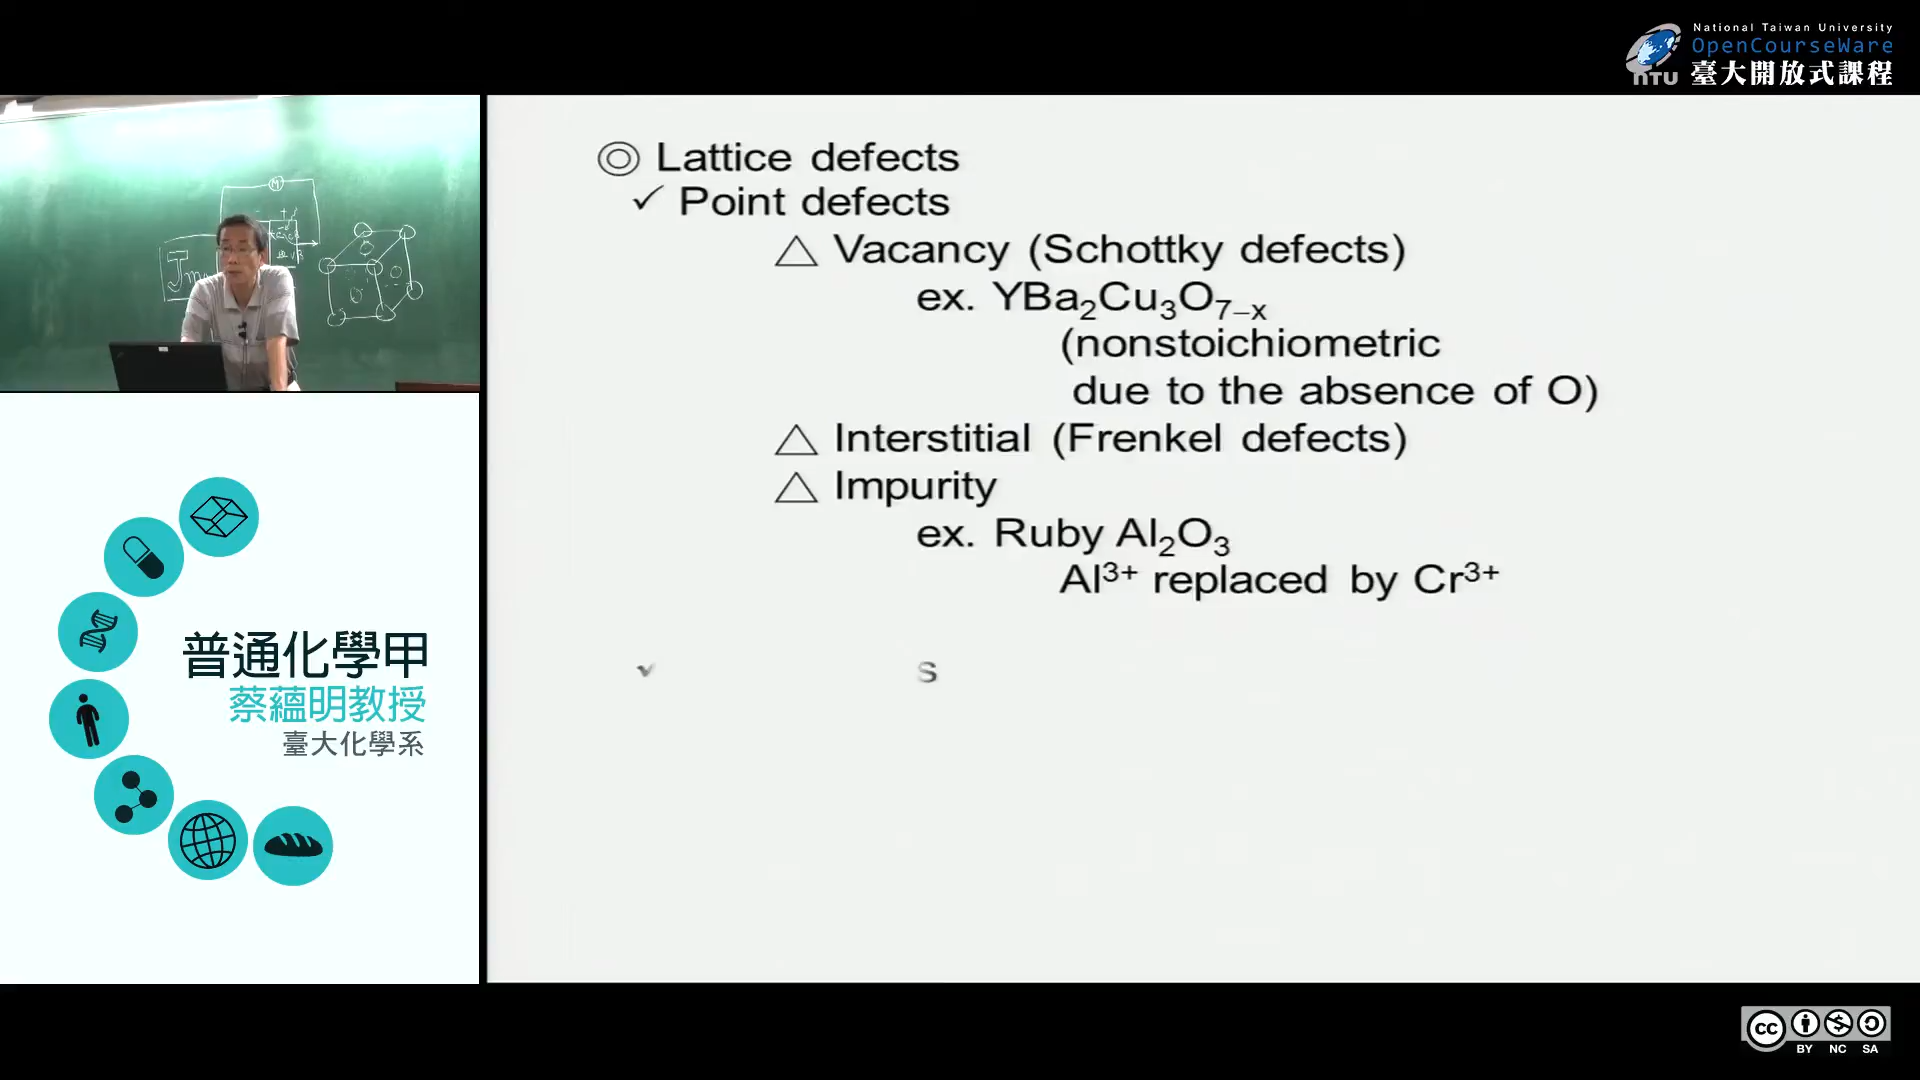 National Taiwan University
OpenCourseWare
NTU 臺大開放式課程
◎ Lattice defects
✓ Point defects
△ Vacancy (Schottky defects)
ex. YBa₂Cu₃O₇₋ₓ
(nonstoichiometric
due to the absence of O)
△ Interstitial (Frenkel defects)
△ Impurity
ex. Ruby Al₂O₃
Al³⁺ replaced by Cr³⁺
s
普通化學甲
蔡蘊明教授
臺大化學系
cc
BY NC SA